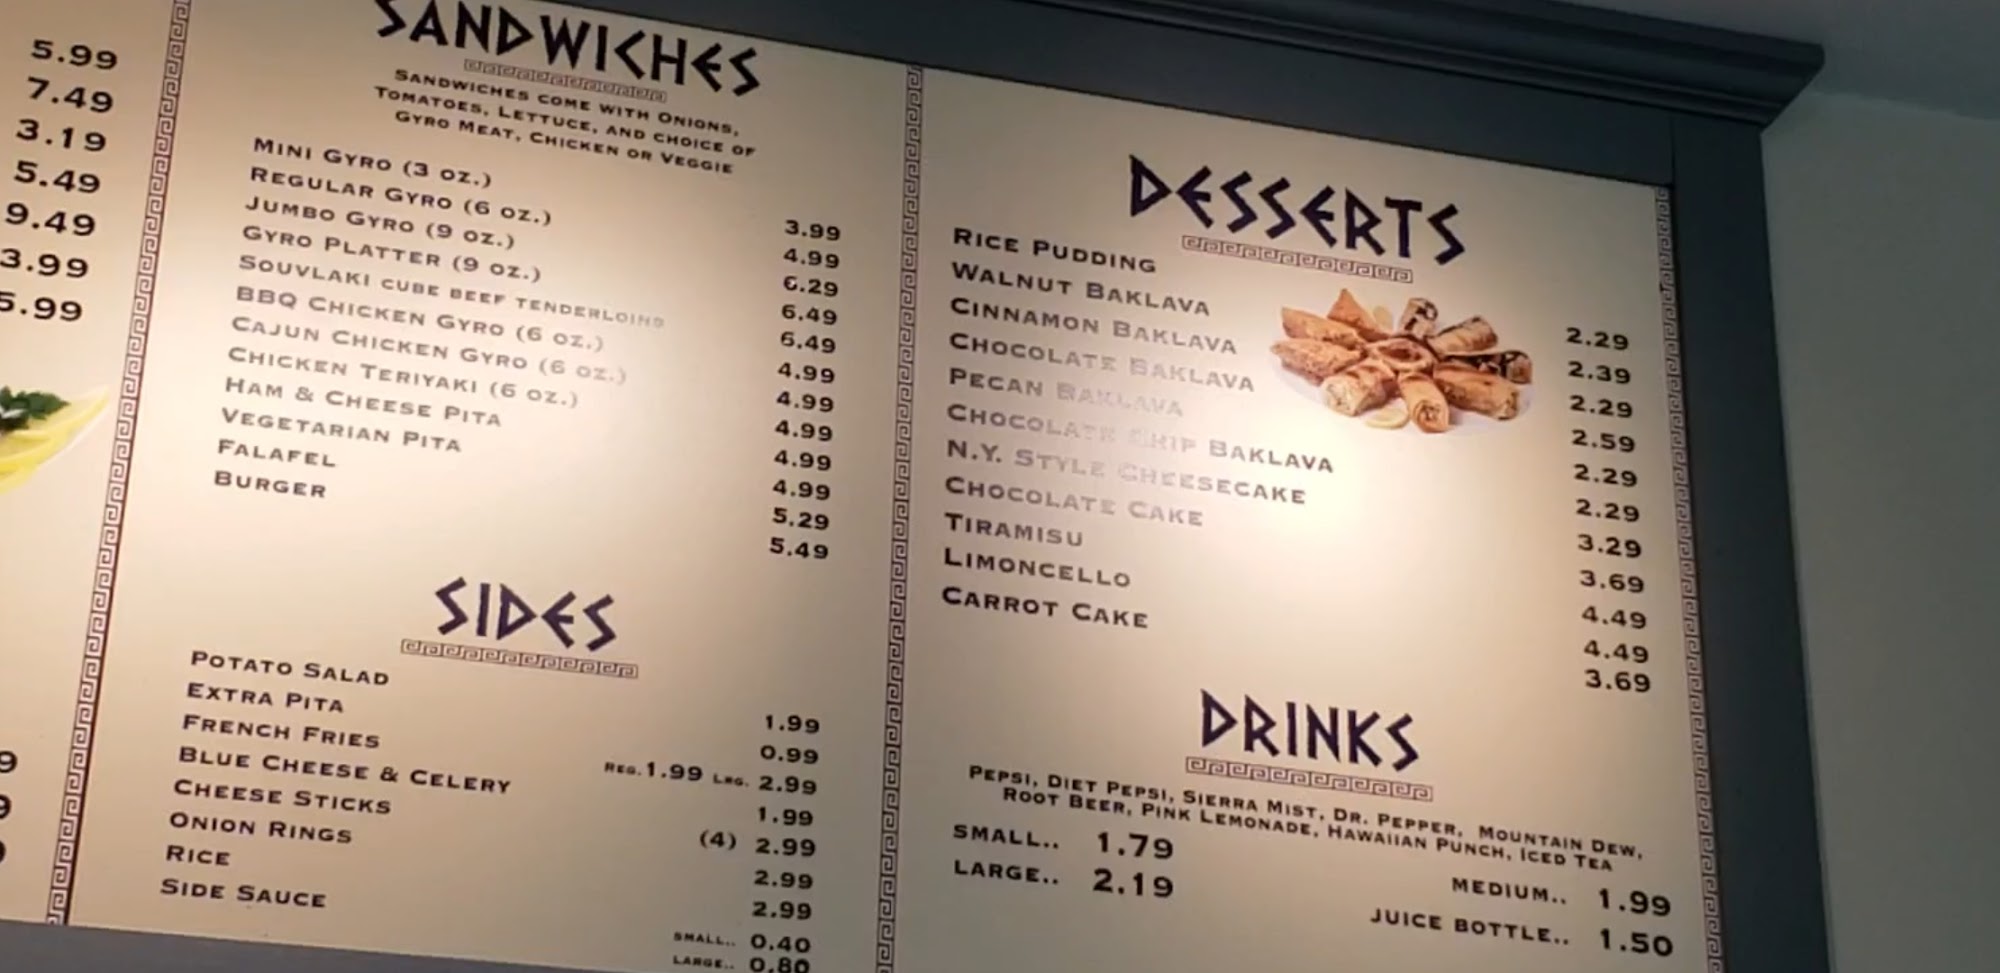 5.99
7.49
3.19
5.49
9.49
3.99
5.99
SANDWICHES
SANDWICHES COME WITH ONIONS,
TOMATOES, LETTUCE, AND CHOICE OF
GYRO MEAT, CHICKEN OR VEGGIE
MINI GYRO (3 OZ.) 3.99
REGULAR GYRO (6 OZ.) 4.99
JUMBO GYRO (9 OZ.) 6.29
GYRO PLATTER (9 OZ.) 6.49
SOUVLAKI CUBE BEEF TENDERLOINS 6.49
BBQ CHICKEN GYRO (6 OZ.) 4.99
CAJUN CHICKEN GYRO (6 OZ.) 4.99
CHICKEN TERIYAKI (6 OZ.) 4.99
HAM & CHEESE PITA 4.99
VEGETARIAN PITA 4.99
FALAFEL 5.29
BURGER 5.49
SIDES
POTATO SALAD 1.99
EXTRA PITA 0.99
FRENCH FRIES REG. 1.99 LRG. 2.99
BLUE CHEESE & CELERY 1.99
CHEESE STICKS (4) 2.99
ONION RINGS 2.99
RICE 2.99
SIDE SAUCE SMALL.. 0.40
LARGE.. 0.80
DESSERTS
RICE PUDDING 2.29
WALNUT BAKLAVA 2.39
CINNAMON BAKLAVA 2.29
CHOCOLATE BAKLAVA 2.59
PECAN BAKLAVA 2.29
CHOCOLATE CHIP BAKLAVA 2.29
N.Y. STYLE CHEESECAKE 3.29
CHOCOLATE CAKE 3.69
TIRAMISU 4.49
LIMONCELLO 4.49
CARROT CAKE 3.69
DRINKS
PEPSI, DIET PEPSI, SIERRA MIST, DR. PEPPER, MOUNTAIN DEW,
ROOT BEER, PINK LEMONADE, HAWAIIAN PUNCH, ICED TEA
SMALL.. 1.79 MEDIUM.. 1.99
LARGE.. 2.19 JUICE BOTTLE.. 1.50